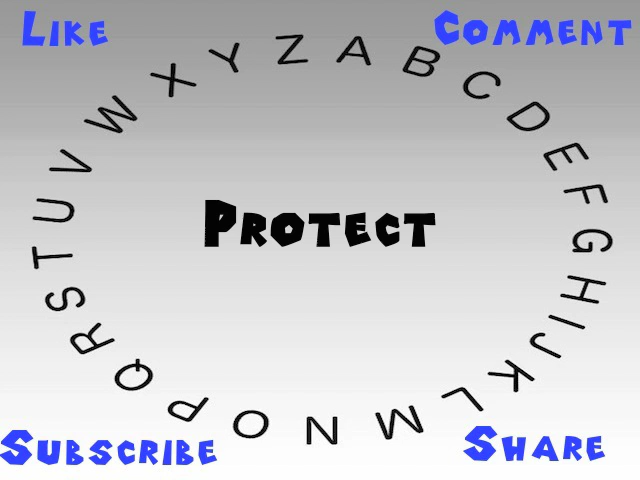 Like
Comment
A B C D E F G H I J K L M N O P Q R S T U V W X Y Z
Protect
Subscribe
Share